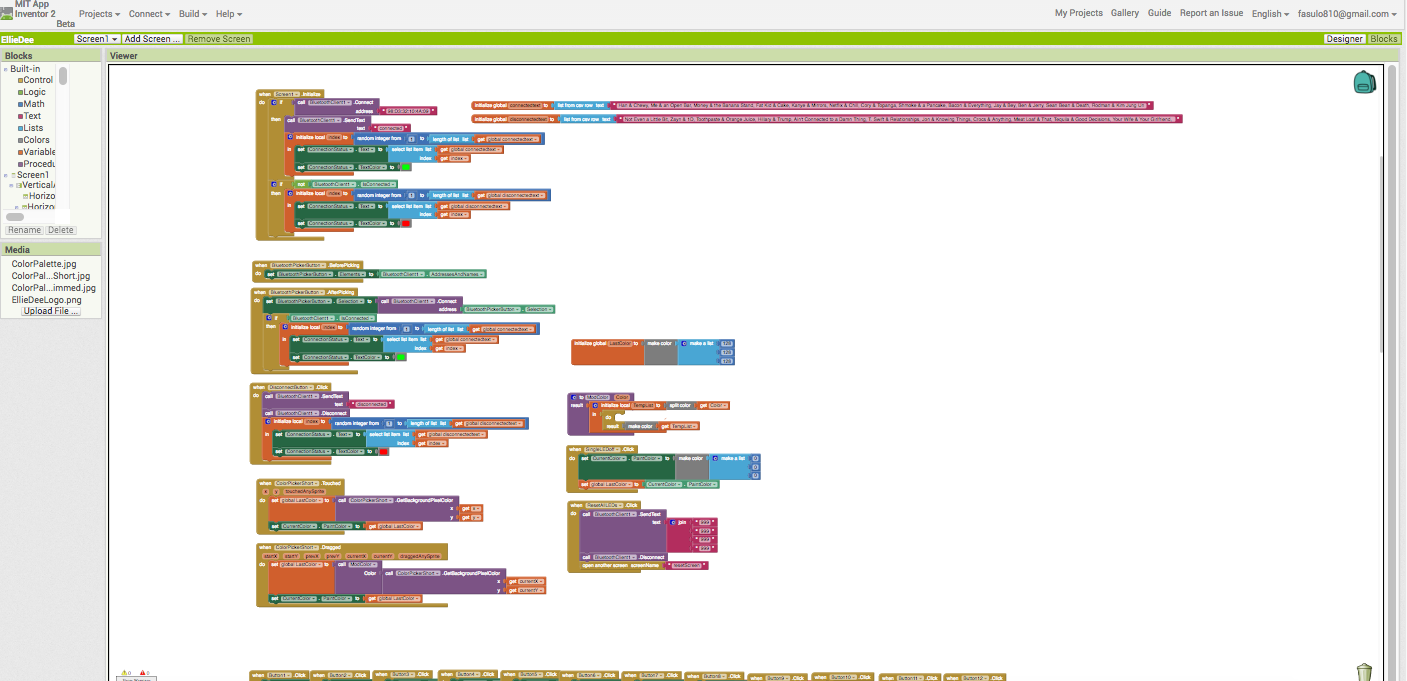 MIT App
Inventor 2
Beta
Projects Connect Build Help
My Projects Gallery Guide Report an Issue English fasulo810@gmail.com
EllieDee
Screen1 Add Screen ... Remove Screen
Designer Blocks
Blocks
Viewer
Built-in
Control
Logic
Math
Text
Lists
Colors
Variable
Procedu
Screen1
VerticalA
Horizo
Horizo
Rename Delete
Media
ColorPalette.jpg
ColorPal...Short.jpg
ColorPal...immed.jpg
EllieDeeLogo.png
Upload File ...
when Screen1 .Initialize
do if call BluetoothClient1 .Connect
address
then call BluetoothClient1 .SendText
text connected
initialize local index to random integer from 1 to length of list list get global connectedtext
in set ConnectionStatus . Text to select list item list get global connectedtext
index get index
set ConnectionStatus . TextColor to
if not BluetoothClient1 . IsConnected
then initialize local index to random integer from 1 to length of list list get global disconnectedtext
in set ConnectionStatus . Text to select list item list get global disconnectedtext
index get index
set ConnectionStatus . TextColor to
initialize global connectedtext to list from csv row text
initialize global disconnectedtext to list from csv row text
when BluetoothPickerButton .BeforePicking
do set BluetoothPickerButton . Elements to BluetoothClient1 . AddressesAndNames
when BluetoothPickerButton .AfterPicking
do set BluetoothPickerButton . Selection to call BluetoothClient1 .Connect
address BluetoothPickerButton . Selection
if BluetoothClient1 . IsConnected
then initialize local index to random integer from 1 to length of list list get global connectedtext
in set ConnectionStatus . Text to select list item list get global connectedtext
index get index
set ConnectionStatus . TextColor to
when DisconnectButton .Click
do call BluetoothClient1 .SendText
text disconnected
call BluetoothClient1 .Disconnect
initialize local index to random integer from 1 to length of list list get global disconnectedtext
in set ConnectionStatus . Text to select list item list get global disconnectedtext
index get index
set ConnectionStatus . TextColor to
when ColorPickerShort .Touched
x y touchedAnySprite
do set global LastColor to call ColorPickerShort .GetBackgroundPixelColor
x get x
y get y
set CurrentColor . PaintColor to get global LastColor
when ColorPickerShort .Dragged
startX startY prevX prevY currentX currentY draggedAnySprite
do set global LastColor to call ModColor
Color call ColorPickerShort .GetBackgroundPixelColor
x get currentX
y get currentY
set CurrentColor . PaintColor to get global LastColor
initialize global LastColor to make color make a list
to ModColor Color
result initialize local TempList to split color get Color
in do
result make color get TempList
when SingleLEDoff .Click
do set CurrentColor . PaintColor to make color make a list 0
0
0
set global LastColor to CurrentColor . PaintColor
when ResetAllLEDs .Click
do call BluetoothClient1 .SendText
text join
call BluetoothClient1 .Disconnect
open another screen screenName
when Button1 .Click when Button2 .Click when Button3 .Click when Button4 .Click when Button5 .Click when Button6 .Click when Button7 .Click when Button8 .Click when Button9 .Click when Button10 .Click when Button11 .Click when Button12 .Click